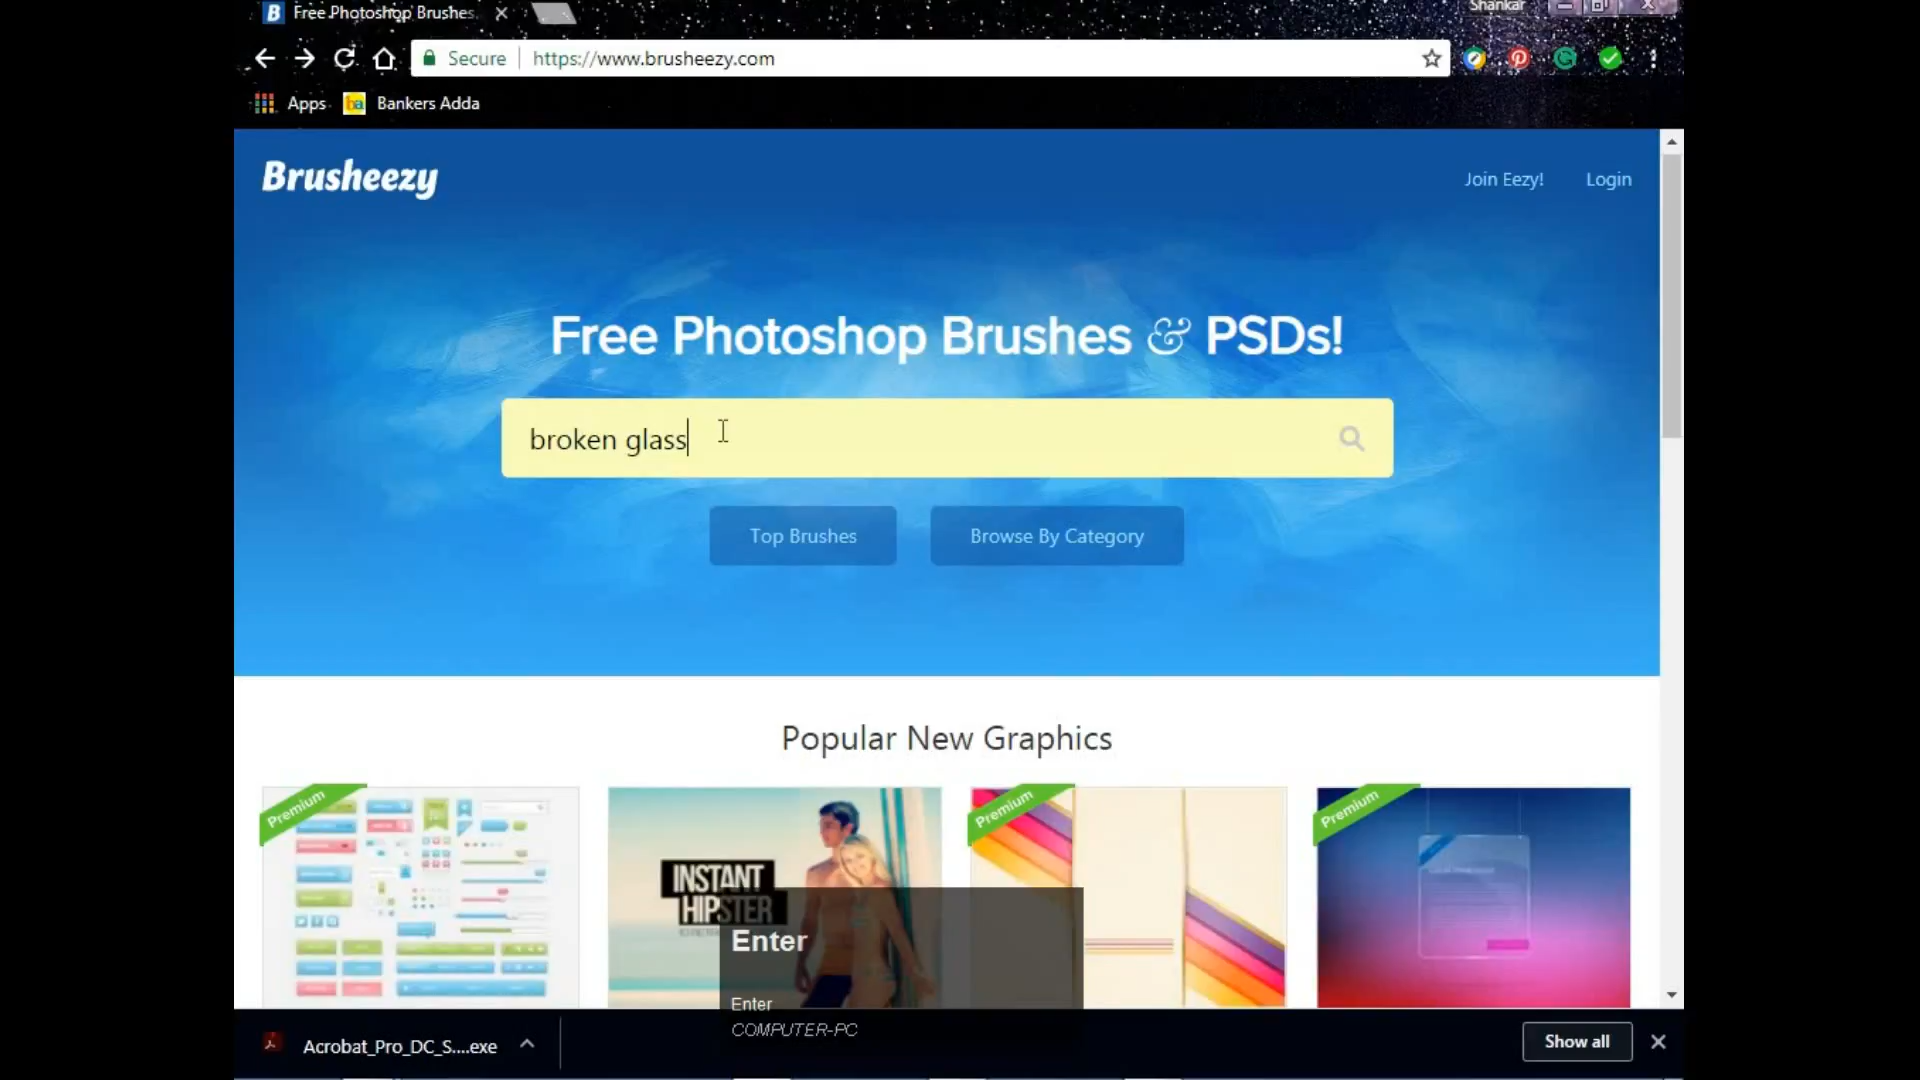 Free Photoshop Brushes,
Shankar
Secure
https://www.brusheezy.com
Apps
ba
Bankers Adda
Brusheezy
Join Eezy!
Login
Free Photoshop Brushes & PSDs!
broken glass
Top Brushes
Browse By Category
Popular New Graphics
Premium
INSTANT
HIPSTER
Premium
Premium
Enter
Enter
COMPUTER-PC
Acrobat_Pro_DC_S....exe
Show all